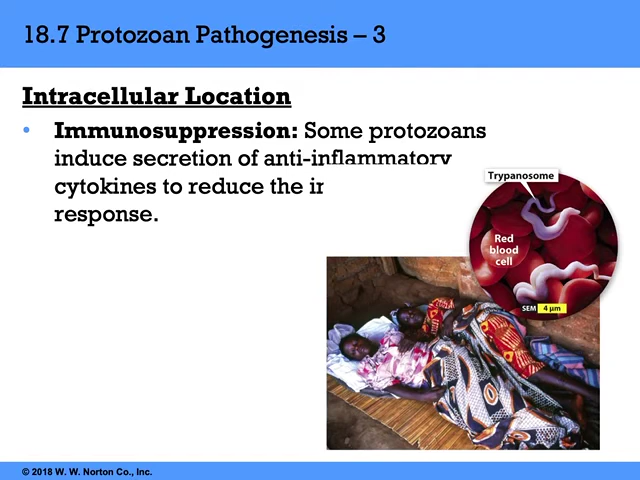 18.7 Protozoan Pathogenesis – 3
Intracellular Location
• Immunosuppression: Some protozoans
induce secretion of anti-inflammatory
cytokines to reduce the
response.
Trypanosome
Red
blood
cell
SEM 4 µm
© 2018 W. W. Norton Co., Inc.